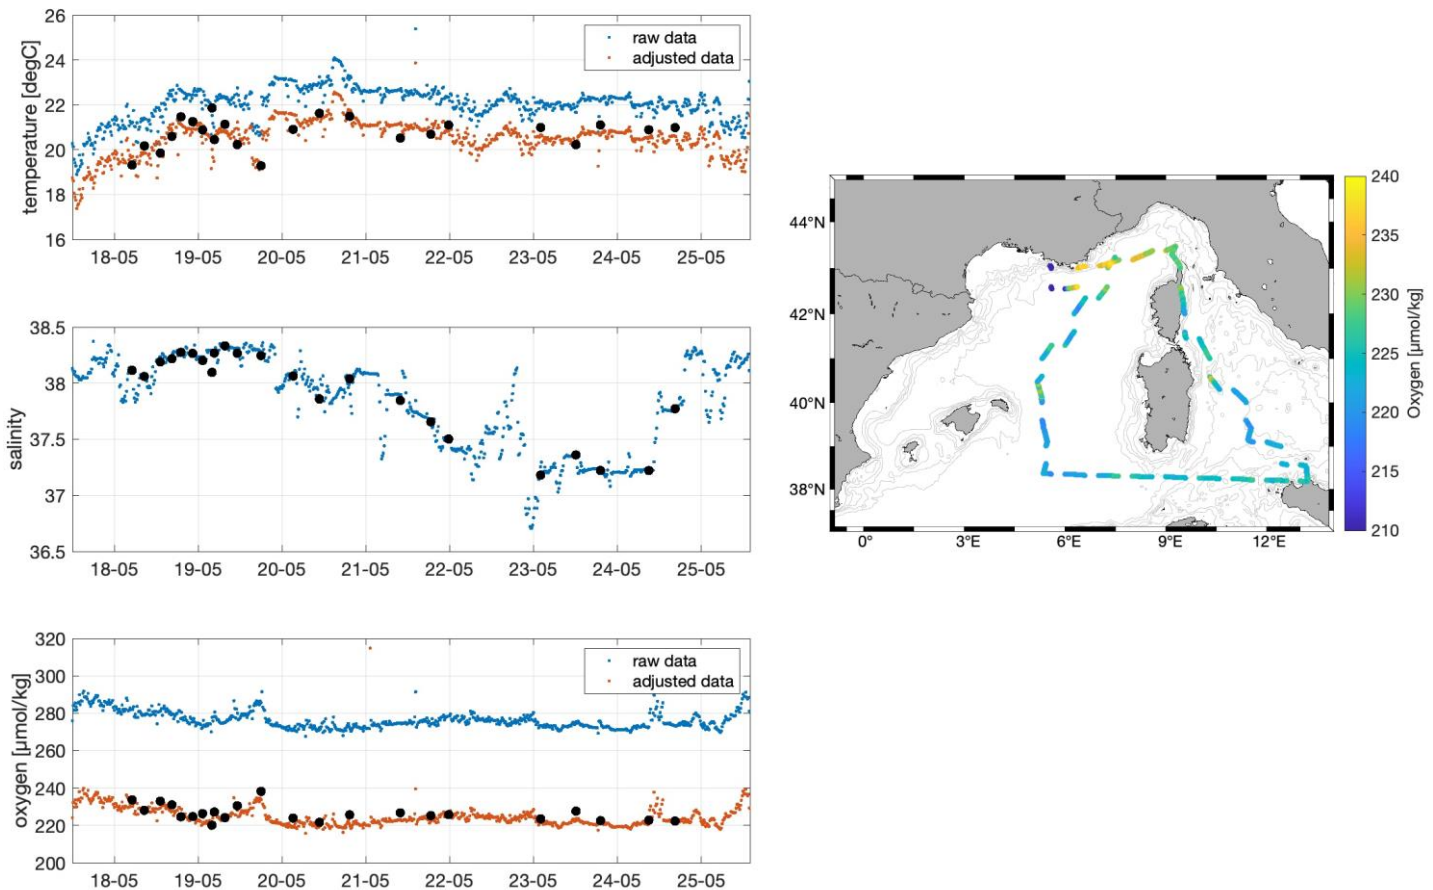 26
24
22
20
18
16
temperature [degC]
raw data
adjusted data
18-05 19-05 20-05 21-05 22-05 23-05 24-05 25-05
38.5
38
37.5
37
36.5
salinity
18-05 19-05 20-05 21-05 22-05 23-05 24-05 25-05
320
300
280
260
240
220
200
oxygen [µmol/kg]
raw data
adjusted data
18-05 19-05 20-05 21-05 22-05 23-05 24-05 25-05
44°N
42°N
40°N
38°N
0° 3°E 6°E 9°E 12°E
240
235
230
225
220
215
210
Oxygen [µmol/kg]